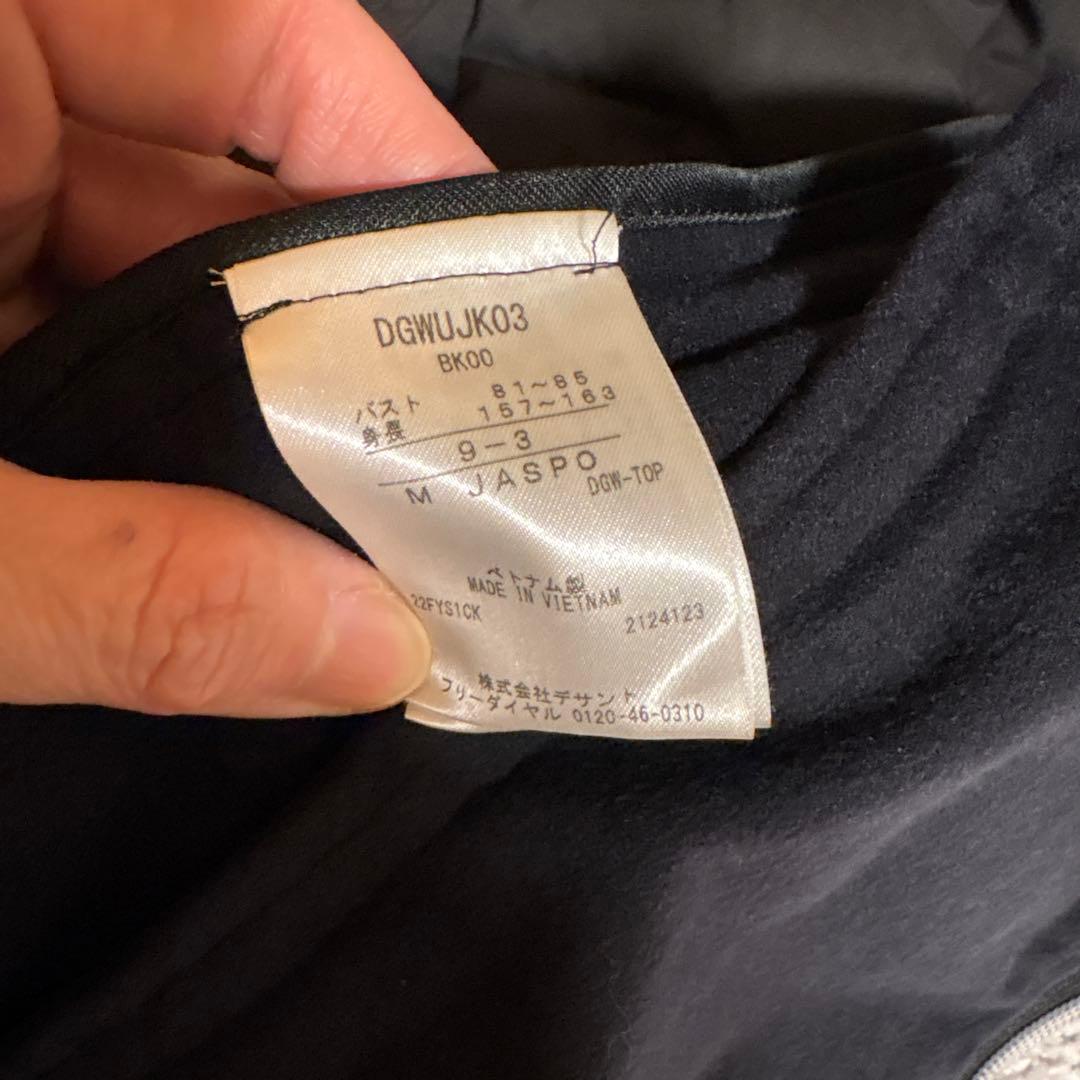 DGWUJK03
BK00
バスト 81～85
身長 157～163
9－3
M JASPO
DGW-TOP
ベトナム製
MADE IN VIETNAM
22FYS1CK 2124123
株式会社デサント
フリーダイヤル 0120-46-0310